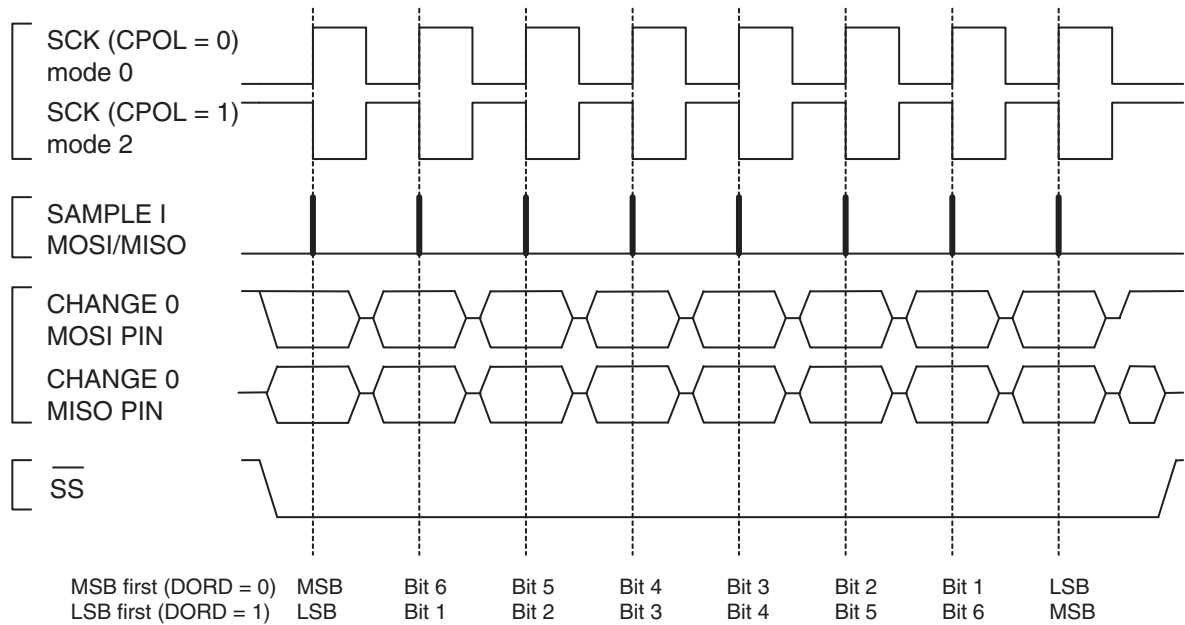 SCK (CPOL = 0)
mode 0
SCK (CPOL = 1)
mode 2
SAMPLE I
MOSI/MISO
CHANGE 0
MOSI PIN
CHANGE 0
MISO PIN
SS
MSB first (DORD = 0) MSB Bit 6 Bit 5 Bit 4 Bit 3 Bit 2 Bit 1 LSB
LSB first (DORD = 1) LSB Bit 1 Bit 2 Bit 3 Bit 4 Bit 5 Bit 6 MSB